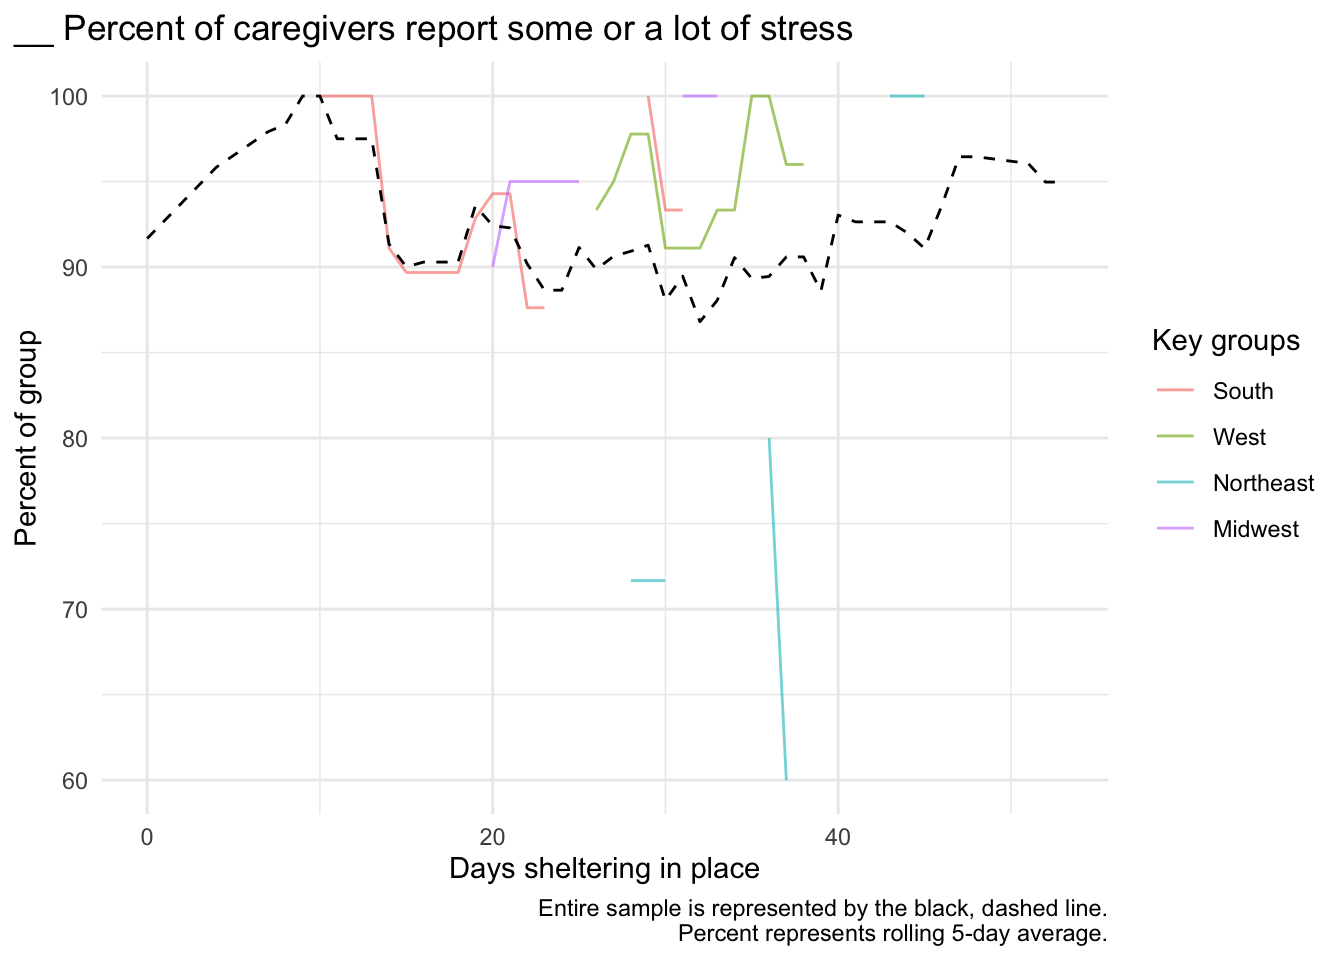 __ Percent of caregivers report some or a lot of stress
100
90
80
70
60
Percent of group
0 20 40
Days sheltering in place
Key groups
South
West
Northeast
Midwest
Entire sample is represented by the black, dashed line.
Percent represents rolling 5-day average.